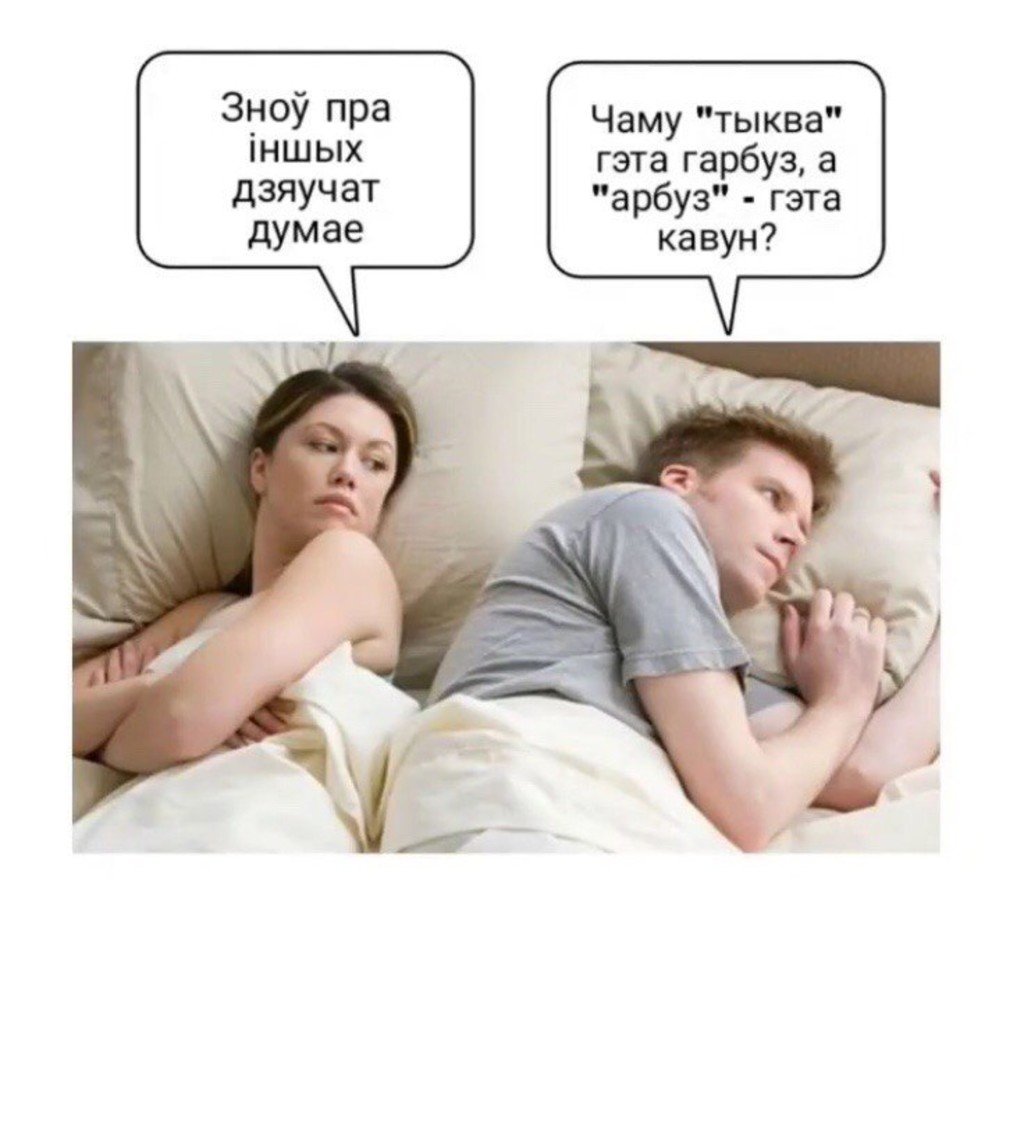 Зноў пра
іншых
дзяучат
думае
Чаму "тыква"
гэта гарбуз, а
"арбуз" - гэта
кавун?